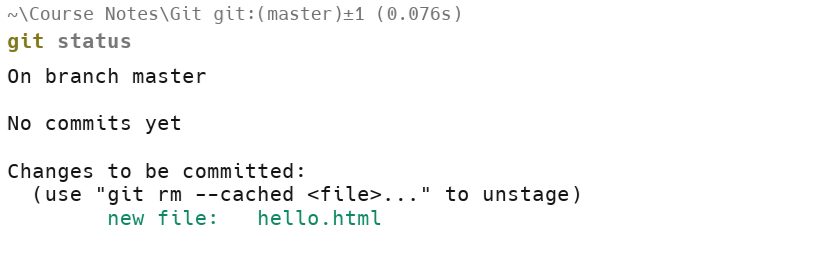 ~\Course Notes\Git git:(master)±1 (0.076s)
git status
On branch master
No commits yet
Changes to be committed:
(use "git rm --cached <file>..." to unstage)
new file: hello.html